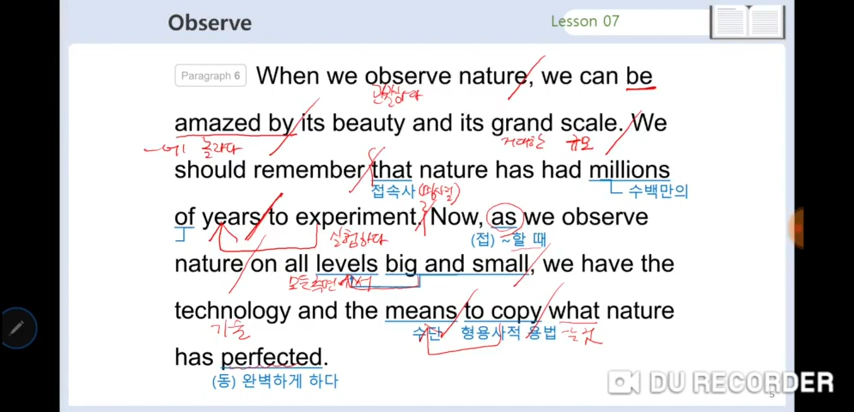 Observe
Lesson 07
Paragraph 6
When we observe nature, we can be
관찰하다
amazed by its beauty and its grand scale. We
~에 놀라다 거대한 규모
should remember that nature has had millions
접속사 (명사절) 수백만의
of years to experiment. Now, as we observe
실험하다 (접) ~할 때
nature on all levels big and small, we have the
모든 측면에서
technology and the means to copy what nature
기술 수단 형용사적 용법
has perfected.
(동) 완벽하게 하다
DU RECORDER
5